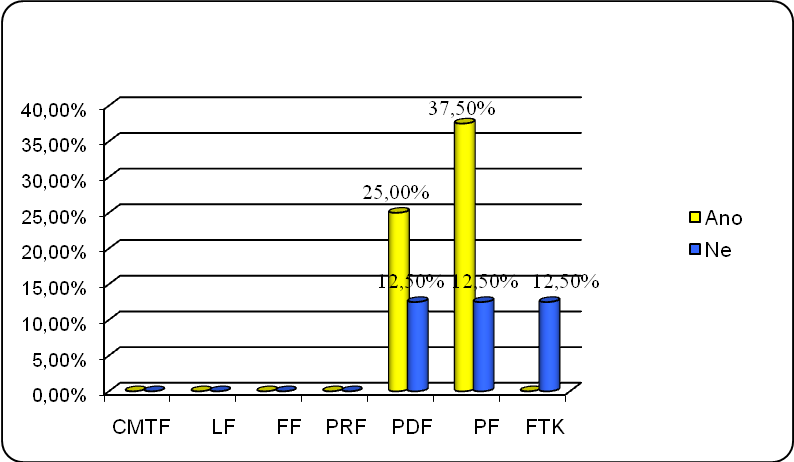 40,00%
35,00%
30,00%
25,00%
20,00%
15,00%
10,00%
5,00%
0,00%
37,50%
25,00%
12,50% 12,50% 12,50%
CMTF LF FF PRF PDF PF FTK
Ano
Ne